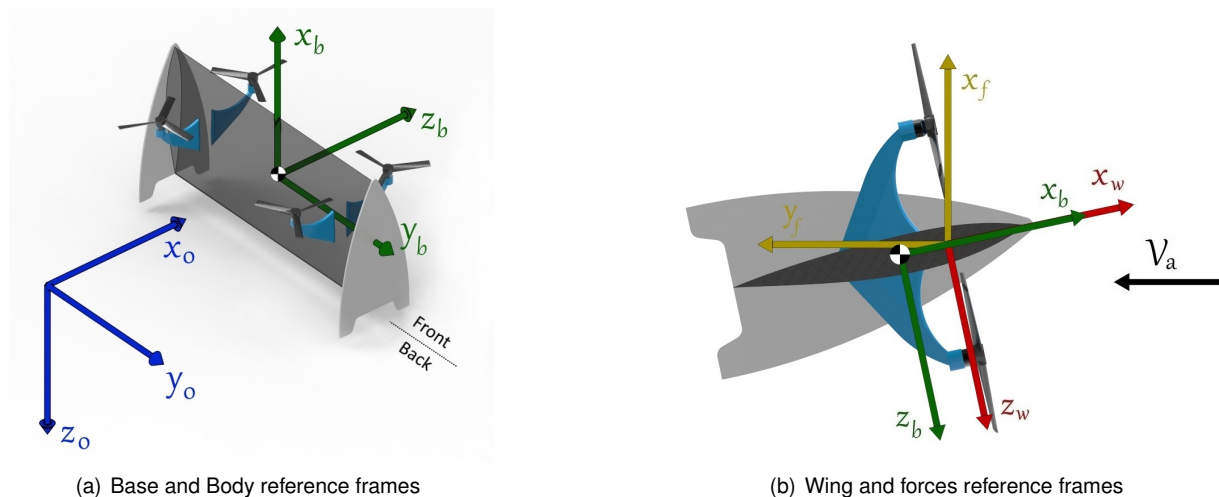 x_b
z_b
y_b
x_o
y_o
z_o
Front
Back
(a) Base and Body reference frames
x_f
y_f
x_b
x_w
V_a
z_b
z_w
(b) Wing and forces reference frames